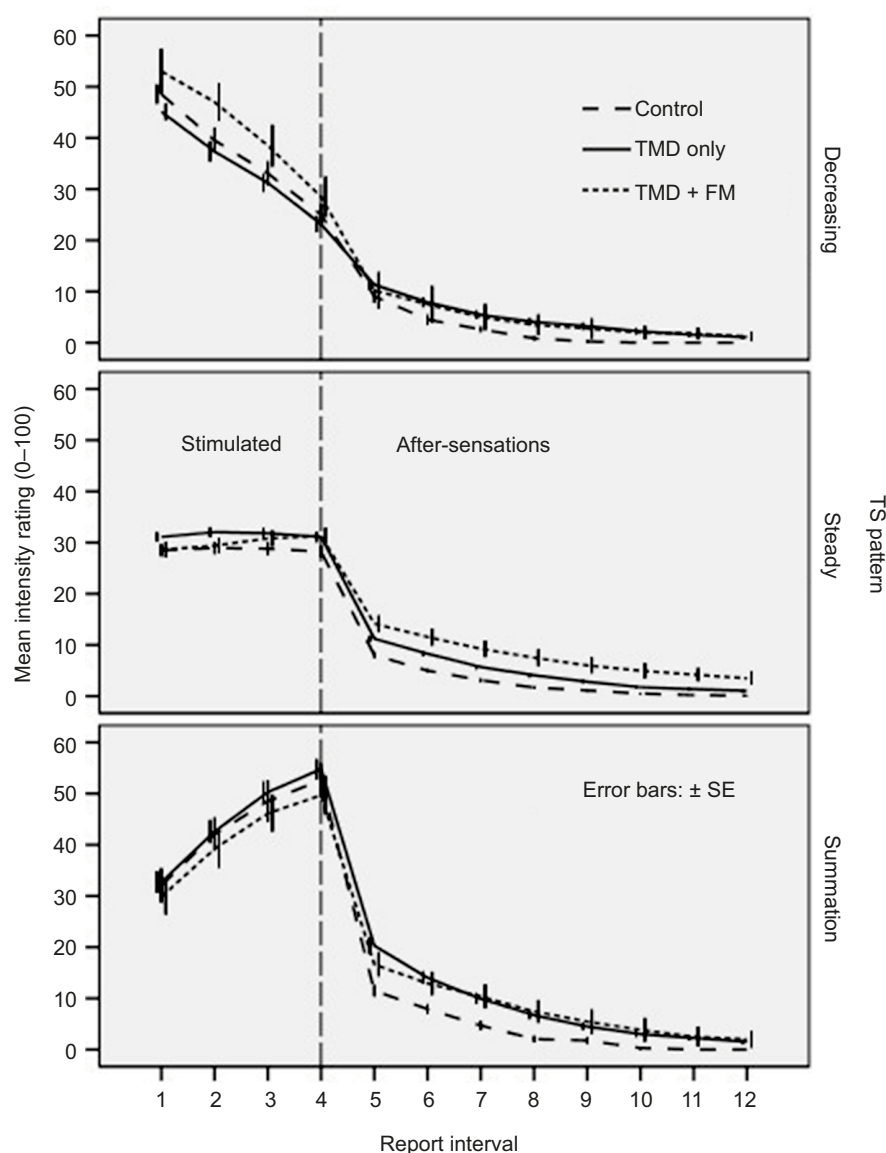 60
50
40
30
20
10
0
Control
TMD only
TMD + FM
Decreasing
60
50
40
30
20
10
0
Stimulated
After-sensations
Steady
60
50
40
30
20
10
0
Error bars: ± SE
Summation
Mean intensity rating (0–100)
TS pattern
1 2 3 4 5 6 7 8 9 10 11 12
Report interval